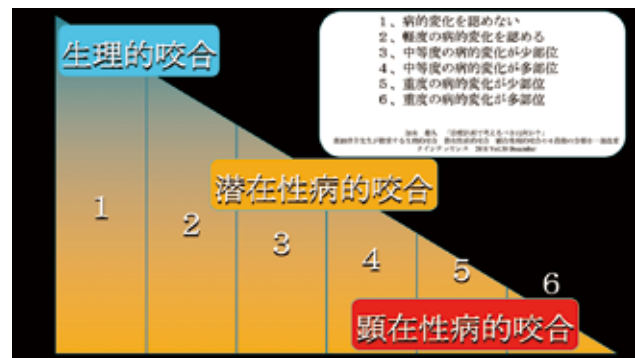 生理的咬合
1、病的変化を認めない
2、軽度の病的変化を認める
3、中等度の病的変化が少部位
4、中等度の病的変化が多部位
5、重度の病的変化が少部位
6、重度の病的変化が多部位
潜在性病的咬合
1
2
3
4
5
6
顕在性病的咬合